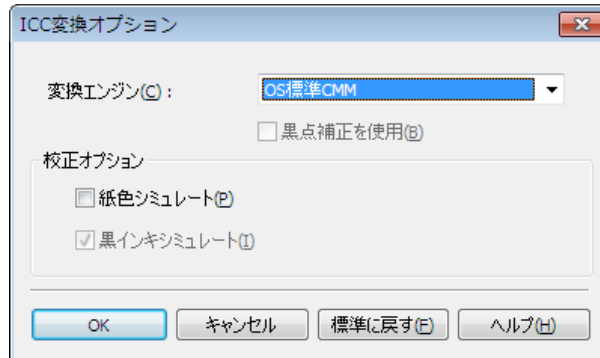 ICC変換オプション
変換エンジン(C)： OS標準CMM
黒点補正を使用(B)
校正オプション
紙色シミュレート(P)
黒インキシミュレート(I)
OK キャンセル 標準に戻す(F) ヘルプ(H)